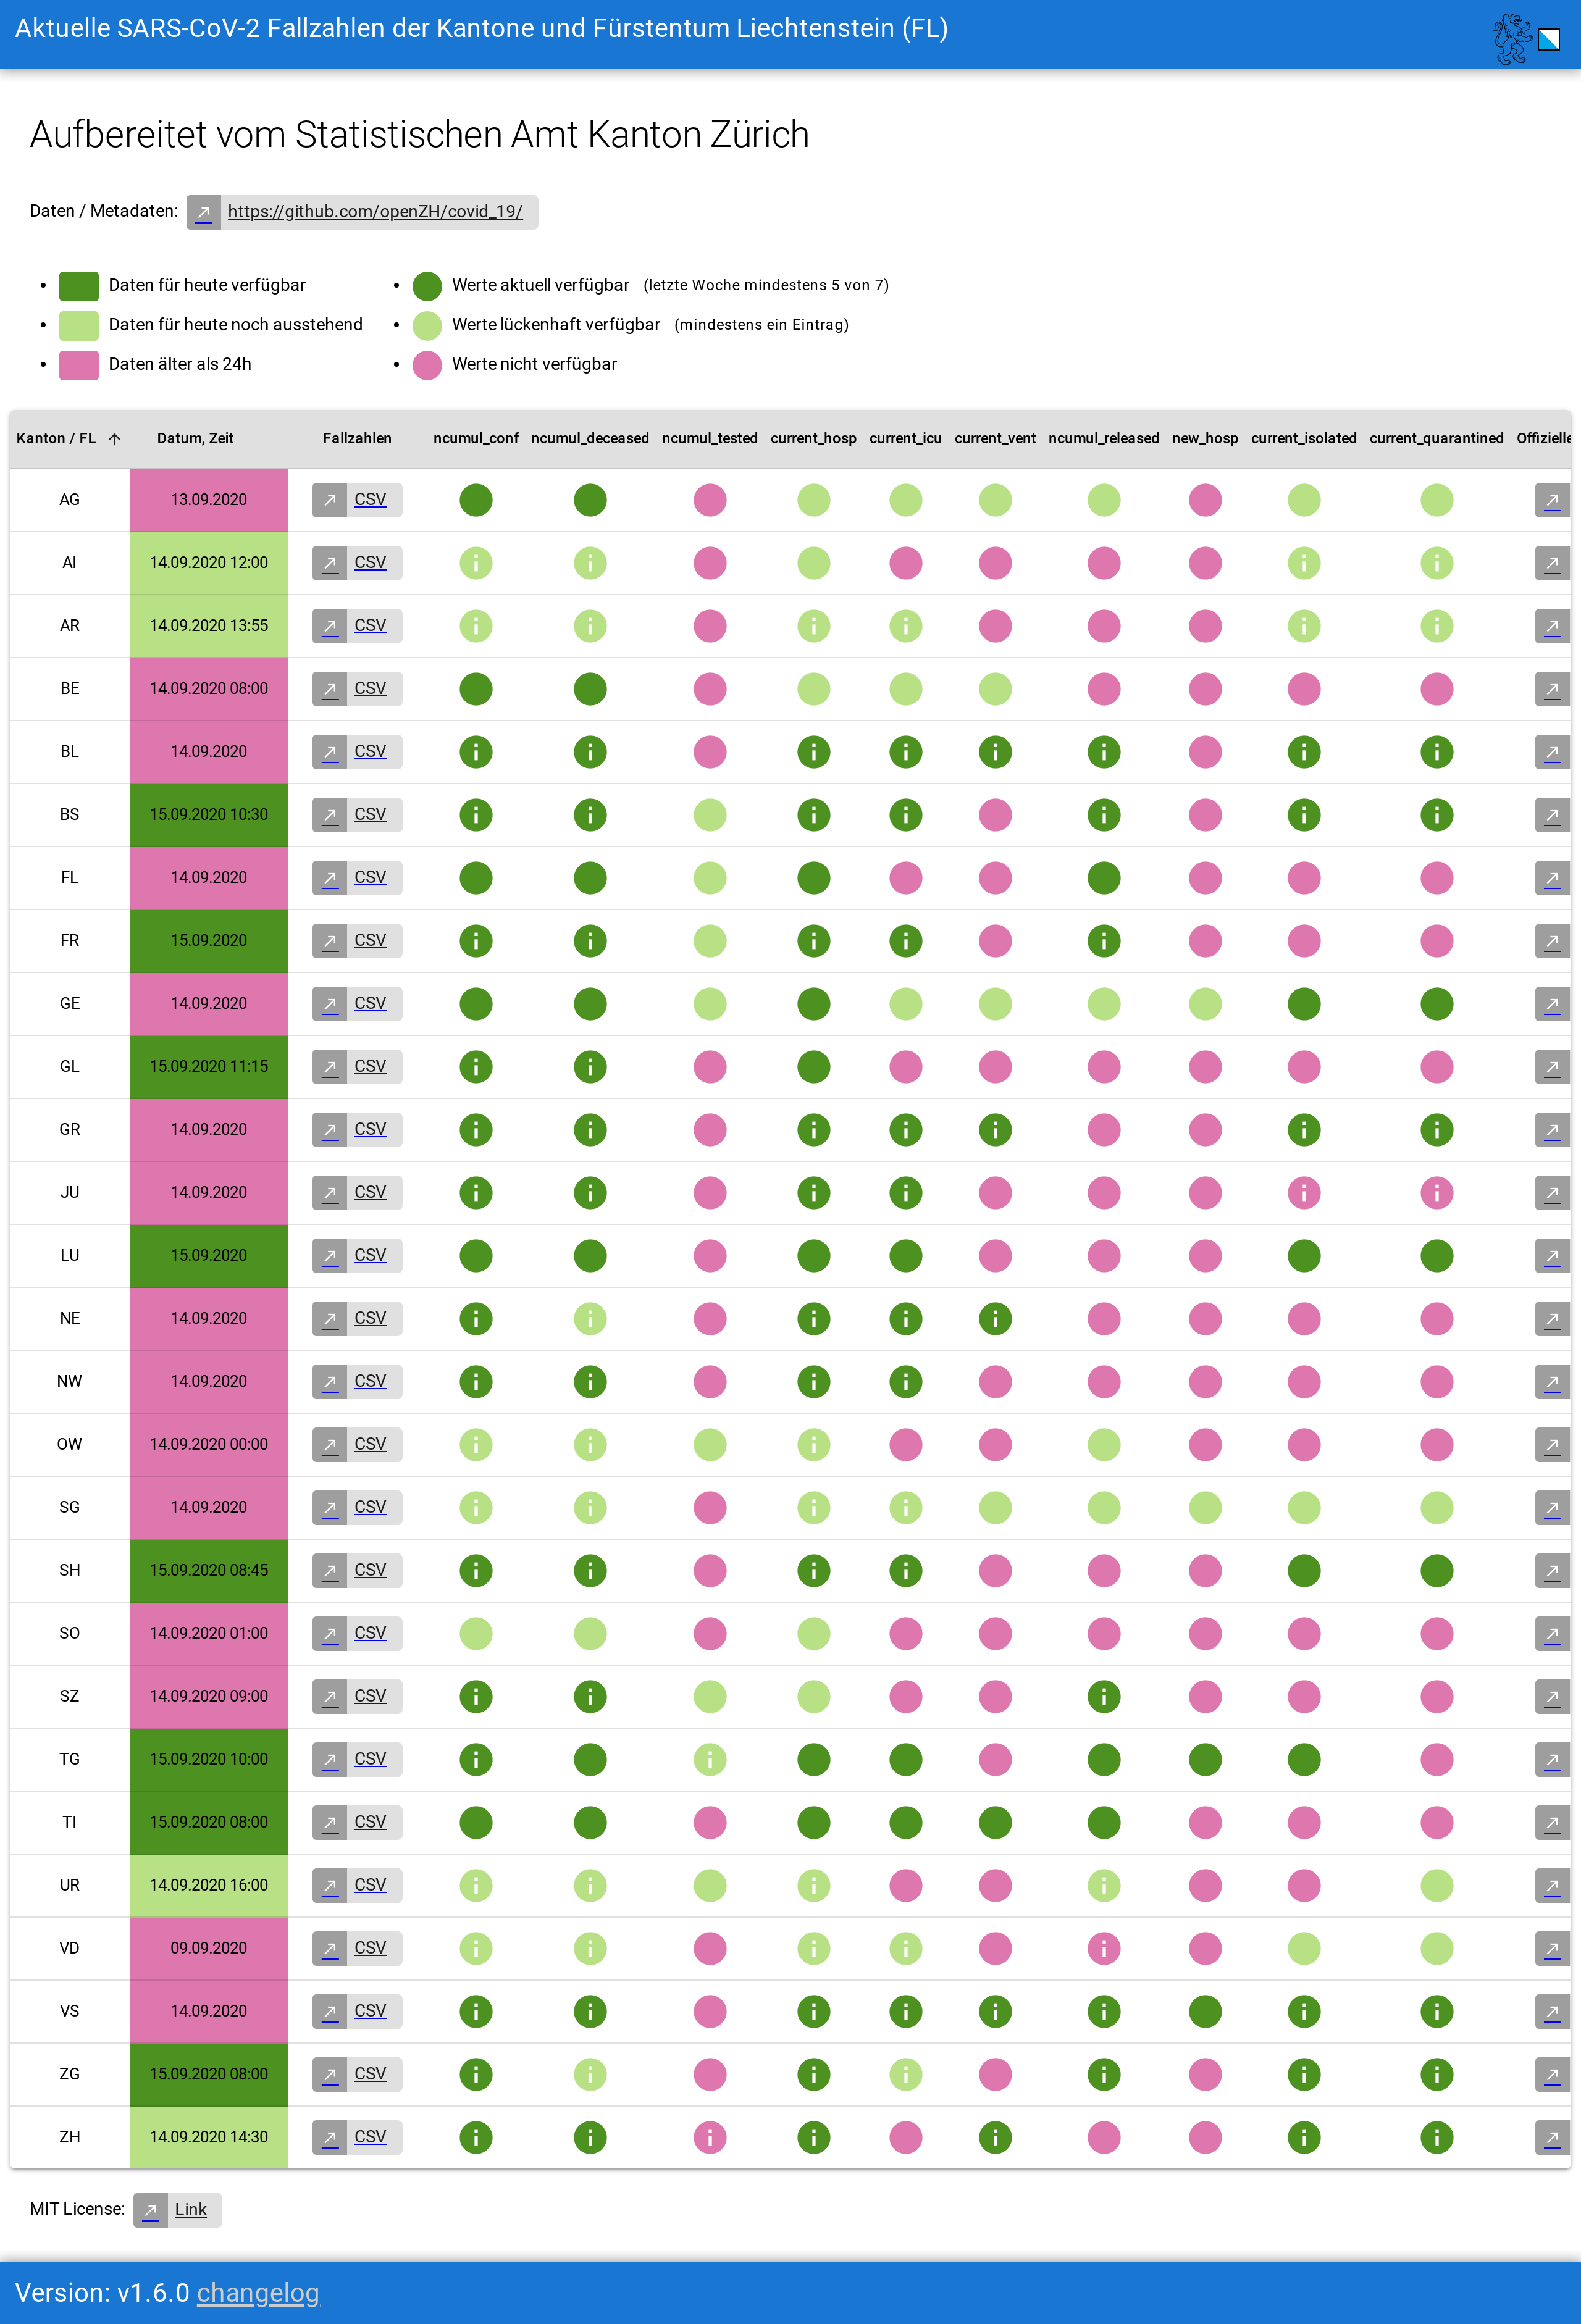 Aktuelle SARS-CoV-2 Fallzahlen der Kantone und Fürstentum Liechtenstein (FL)
Aufbereitet vom Statistischen Amt Kanton Zürich
Daten / Metadaten: https://github.com/openZH/covid_19/
Daten für heute verfügbar
Daten für heute noch ausstehend
Daten älter als 24h
Werte aktuell verfügbar (letzte Woche mindestens 5 von 7)
Werte lückenhaft verfügbar (mindestens ein Eintrag)
Werte nicht verfügbar
Kanton / FL Datum, Zeit Fallzahlen ncumul_conf ncumul_deceased ncumul_tested current_hosp current_icu current_vent ncumul_released new_hosp current_isolated current_quarantined Offizielle
AG 13.09.2020 CSV
AI 14.09.2020 12:00 CSV
AR 14.09.2020 13:55 CSV
BE 14.09.2020 08:00 CSV
BL 14.09.2020 CSV
BS 15.09.2020 10:30 CSV
FL 14.09.2020 CSV
FR 15.09.2020 CSV
GE 14.09.2020 CSV
GL 15.09.2020 11:15 CSV
GR 14.09.2020 CSV
JU 14.09.2020 CSV
LU 15.09.2020 CSV
NE 14.09.2020 CSV
NW 14.09.2020 CSV
OW 14.09.2020 00:00 CSV
SG 14.09.2020 CSV
SH 15.09.2020 08:45 CSV
SO 14.09.2020 01:00 CSV
SZ 14.09.2020 09:00 CSV
TG 15.09.2020 10:00 CSV
TI 15.09.2020 08:00 CSV
UR 14.09.2020 16:00 CSV
VD 09.09.2020 CSV
VS 14.09.2020 CSV
ZG 15.09.2020 08:00 CSV
ZH 14.09.2020 14:30 CSV
MIT License: Link
Version: v1.6.0 changelog